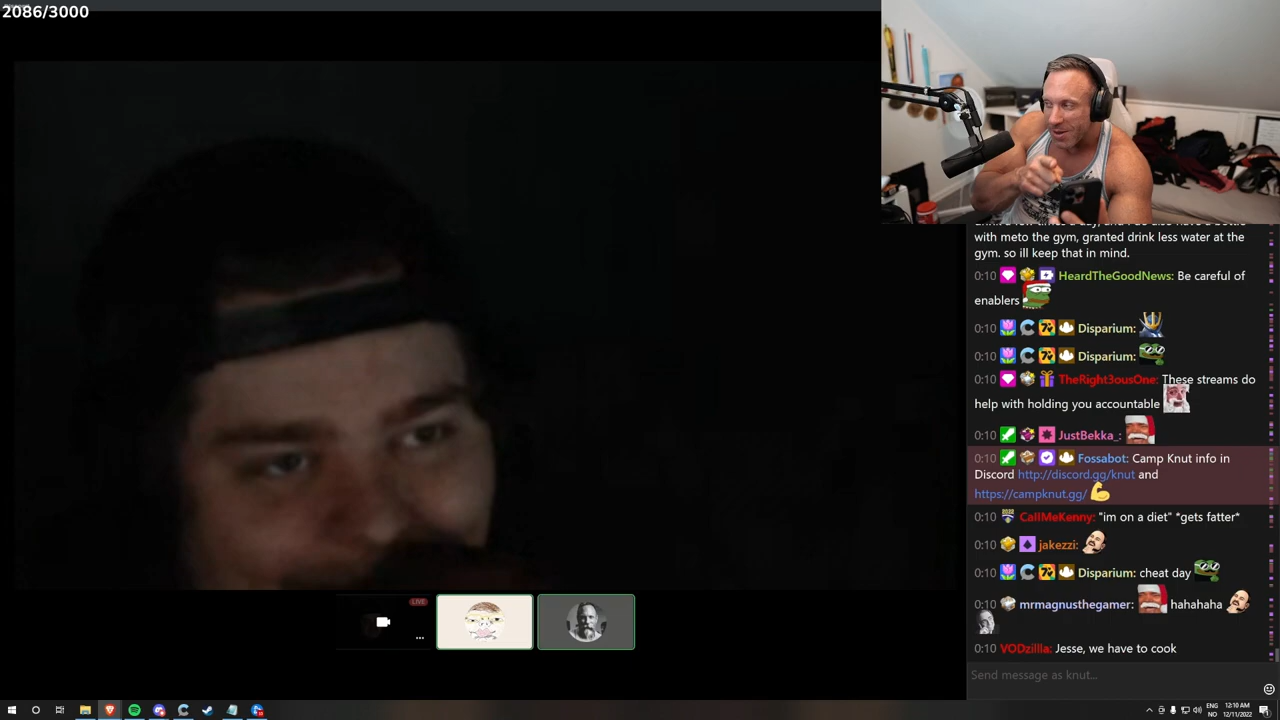 2086/3000
with meto the gym, granted drink less water at the
gym. so ill keep that in mind.
0:10 HeardTheGoodNews: Be careful of
enablers
0:10 Disparium:
0:10 Disparium:
0:10 TheRight3ousOne: These streams do
help with holding you accountable
0:10 JustBekka_:
0:10 Fossabot: Camp Knut info in
Discord http://discord.gg/knut and
https://campknut.gg/
0:10 CallMeKenny: "im on a diet" *gets fatter*
0:10 jakezzi:
0:10 Disparium: cheat day
0:10 mrmagnusthegamer: hahahaha
0:10 VODzillla: Jesse, we have to cook
Send message as knut...
LIVE
...
ENG
NO
12:10 AM
12/11/2022